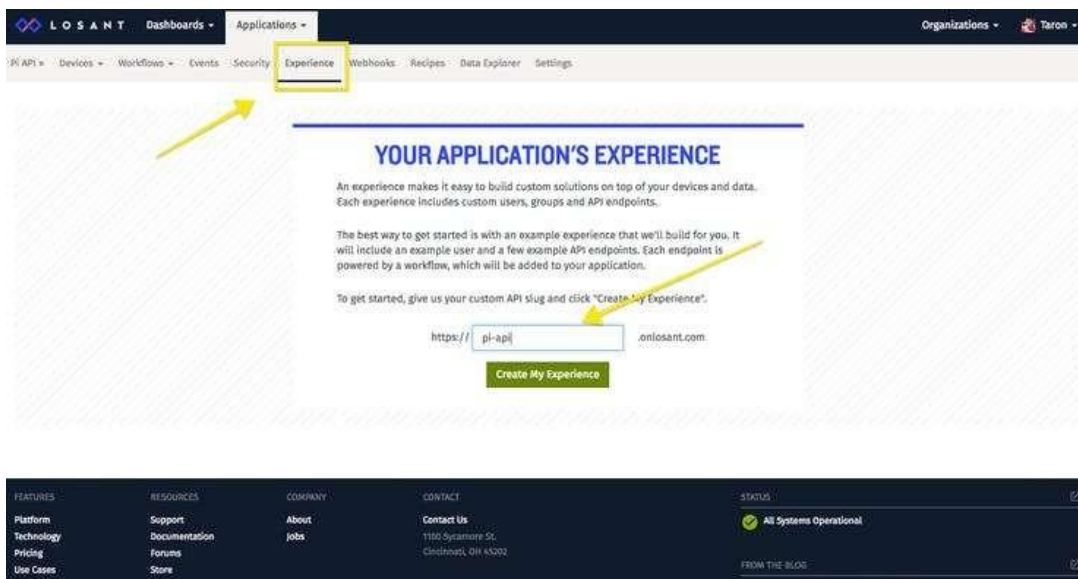 LOSANT Dashboards Applications Organizations Taron
Pi API » Devices Workflows Events Security Experience Webhooks Recipes Data Explorer Settings
YOUR APPLICATION'S EXPERIENCE
An experience makes it easy to build custom solutions on top of your devices and data.
Each experience includes custom users, groups and API endpoints.
The best way to get started is with an example experience that we'll build for you. It
will include an example user and a few example API endpoints. Each endpoint is
powered by a workflow, which will be added to your application.
To get started, give us your custom API slug and click "Create My Experience".
https:// pi-api .onlosant.com
Create My Experience
FEATURES RESOURCES COMPANY CONTACT STATUS
Platform Support About Contact Us All Systems Operational
Technology Documentation Jobs 1100 Sycamore St.
Pricing Forums Cincinnati, OH 45202
Use Cases Store FROM THE BLOG